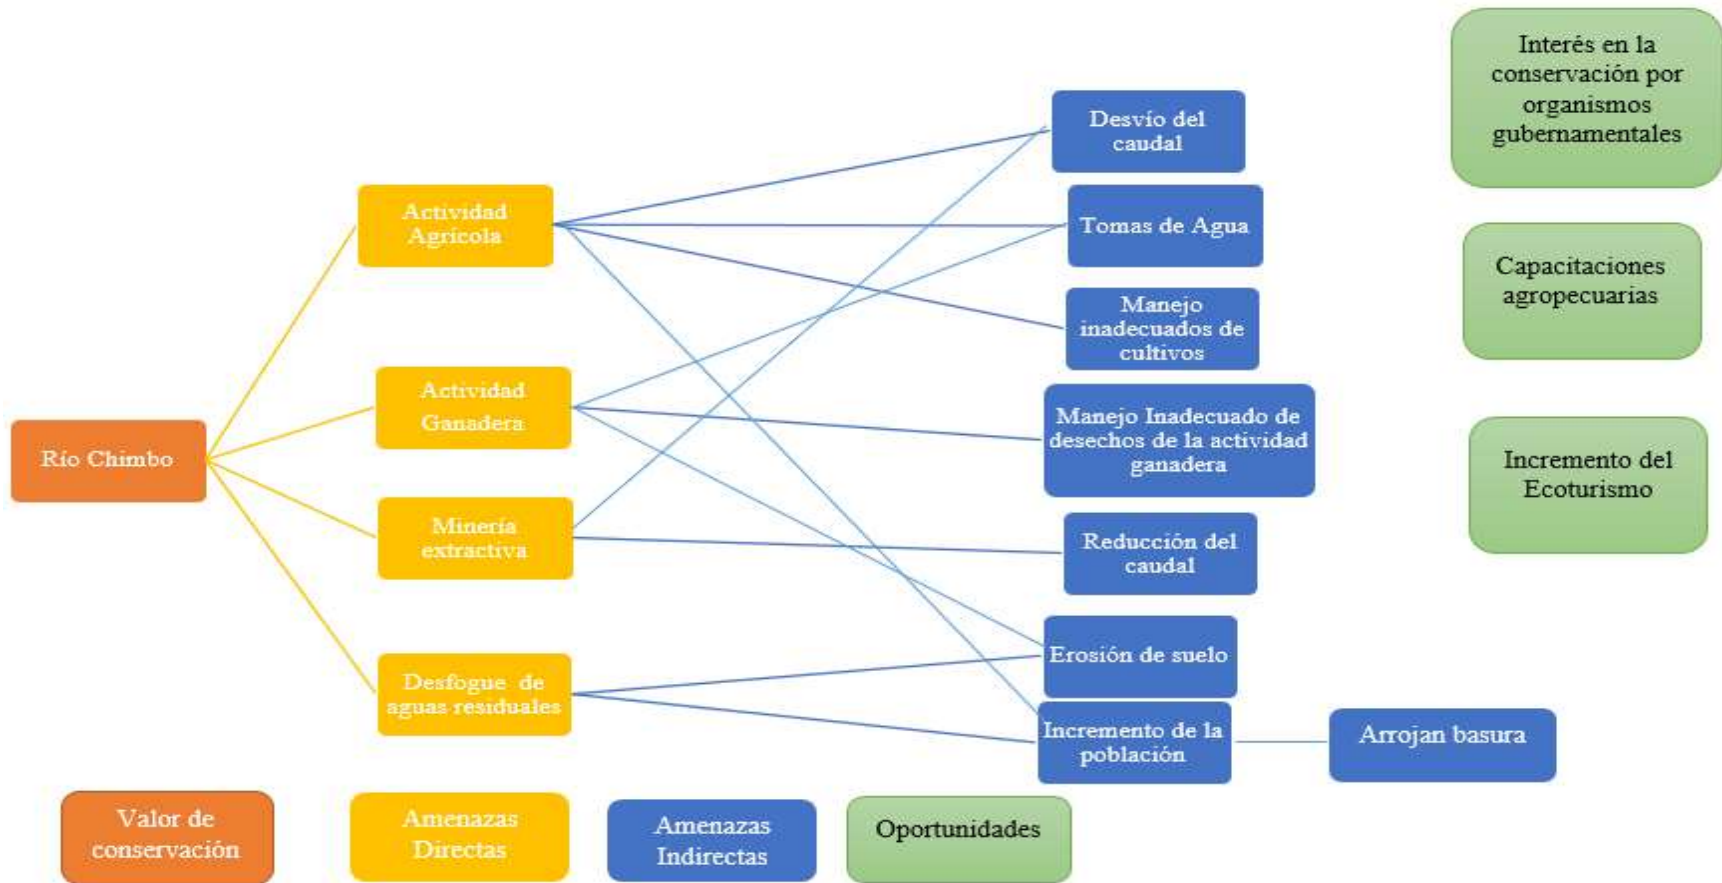 Río Chimbo
Actividad
Agrícola
Actividad
Ganadera
Minería
extractiva
Desfogue de
aguas residuales
Desvío del
caudal
Tomas de Agua
Manejo
inadecuados de
cultivos
Manejo Inadecuado de
desechos de la actividad
ganadera
Reducción del
caudal
Erosión de suelo
Incremento de la
población
Arrojan basura
Interés en la
conservación por
organismos
gubernamentales
Capacitaciones
agropecuarias
Incremento del
Ecoturismo
Valor de
conservación
Amenazas
Directas
Amenazas
Indirectas
Oportunidades